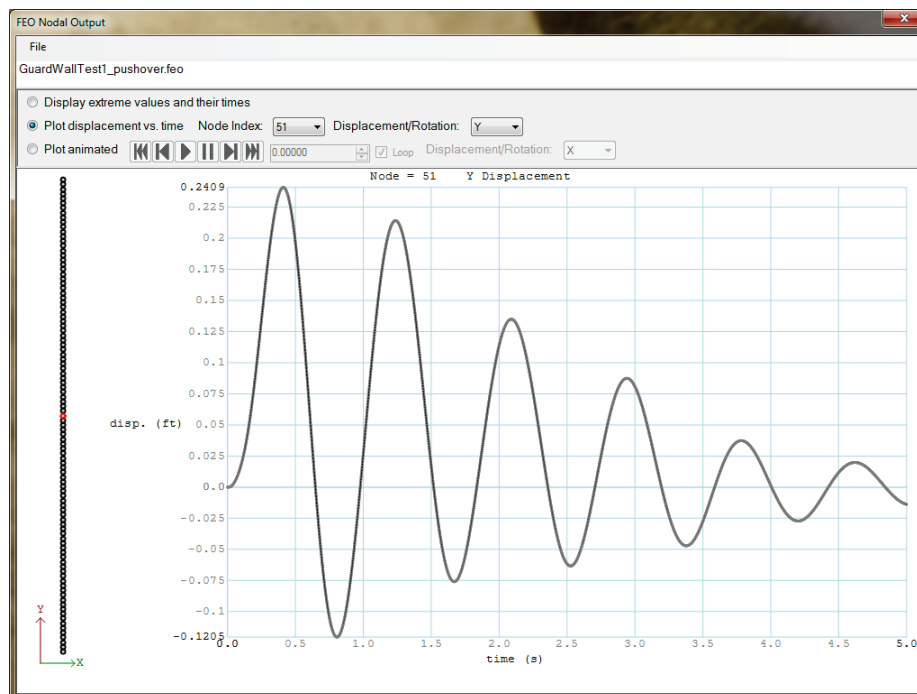 FEO Nodal Output
x
File
GuardWallTest1_pushover.feo
Display extreme values and their times
Plot displacement vs. time Node Index: 51 Displacement/Rotation: Y
Plot animated 0.00000 Loop Displacement/Rotation: X
Node = 51 Y Displacement
0.2409
0.225
0.2
0.175
0.15
0.125
0.1
0.075
disp. (ft) 0.05
0.025
0.0
-0.025
-0.05
-0.075
-0.1
-0.1205
0.0 0.5 1.0 1.5 2.0 2.5 3.0 3.5 4.0 4.5 5.0
time (s)
Y
X